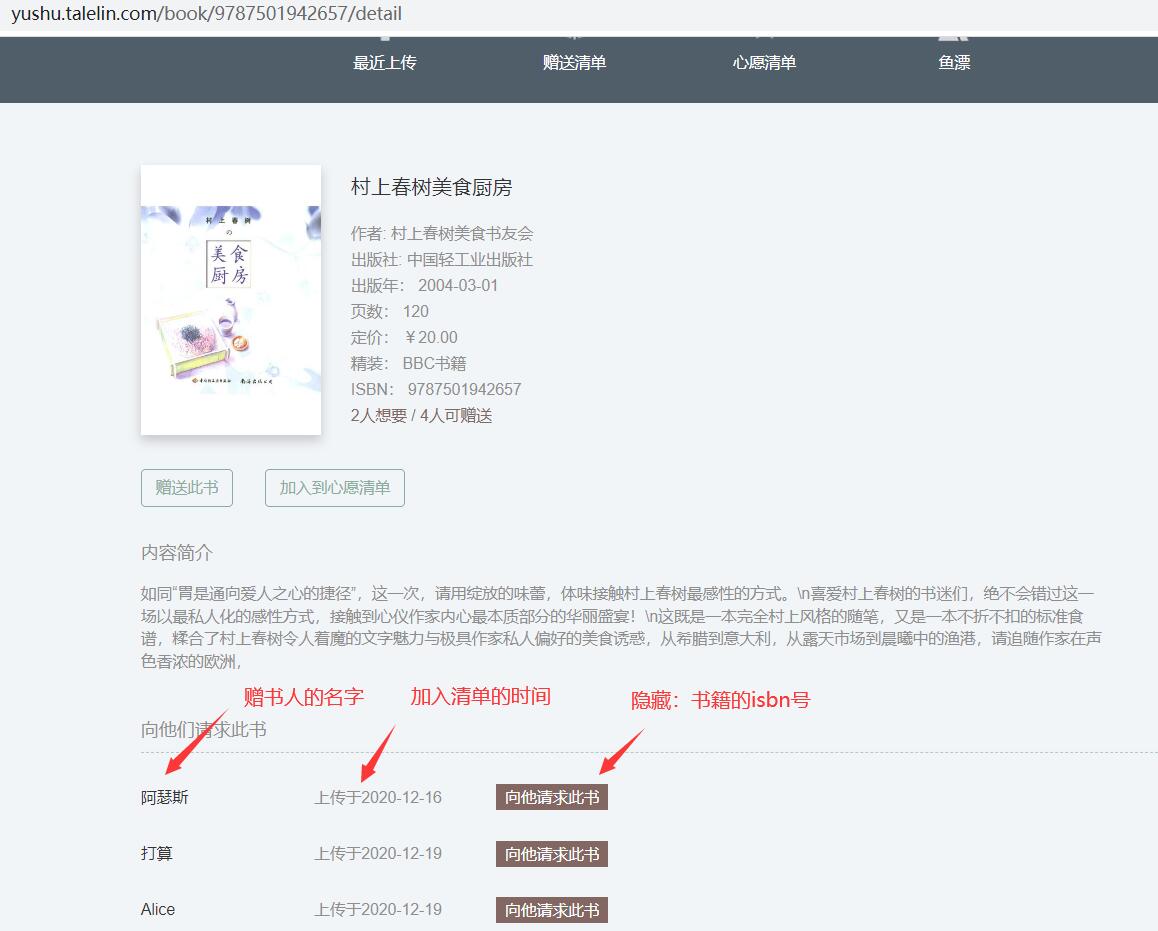 yushu.talelin.com/book/9787501942657/detail
最近上传
赠送清单
心愿清单
鱼漂
村上春树
の
美食
厨房
村上春树美食厨房
作者: 村上春树美食书友会
出版社: 中国轻工业出版社
出版年： 2004-03-01
页数： 120
定价： ￥20.00
精装： BBC书籍
ISBN： 9787501942657
2人想要 / 4人可赠送
赠送此书
加入到心愿清单
内容简介
如同“胃是通向爱人之心的捷径”，这一次，请用绽放的味蕾，体味接触村上春树最感性的方式。\n喜爱村上春树的书迷们，绝不会错过这一
场以最私人化的感性方式，接触到心仪作家内心最本质部分的华丽盛宴！\n这既是一本完全村上风格的随笔，又是一本不折不扣的标准食
谱，糅合了村上春树令人着魔的文字魅力与极具作家私人偏好的美食诱惑，从希腊到意大利，从露天市场到晨曦中的渔港，请追随作家在声
色香浓的欧洲，
赠书人的名字
加入清单的时间
隐藏：书籍的isbn号
向他们请求此书
阿瑟斯 上传于2020-12-16 向他请求此书
打算 上传于2020-12-19 向他请求此书
Alice 上传于2020-12-19 向他请求此书